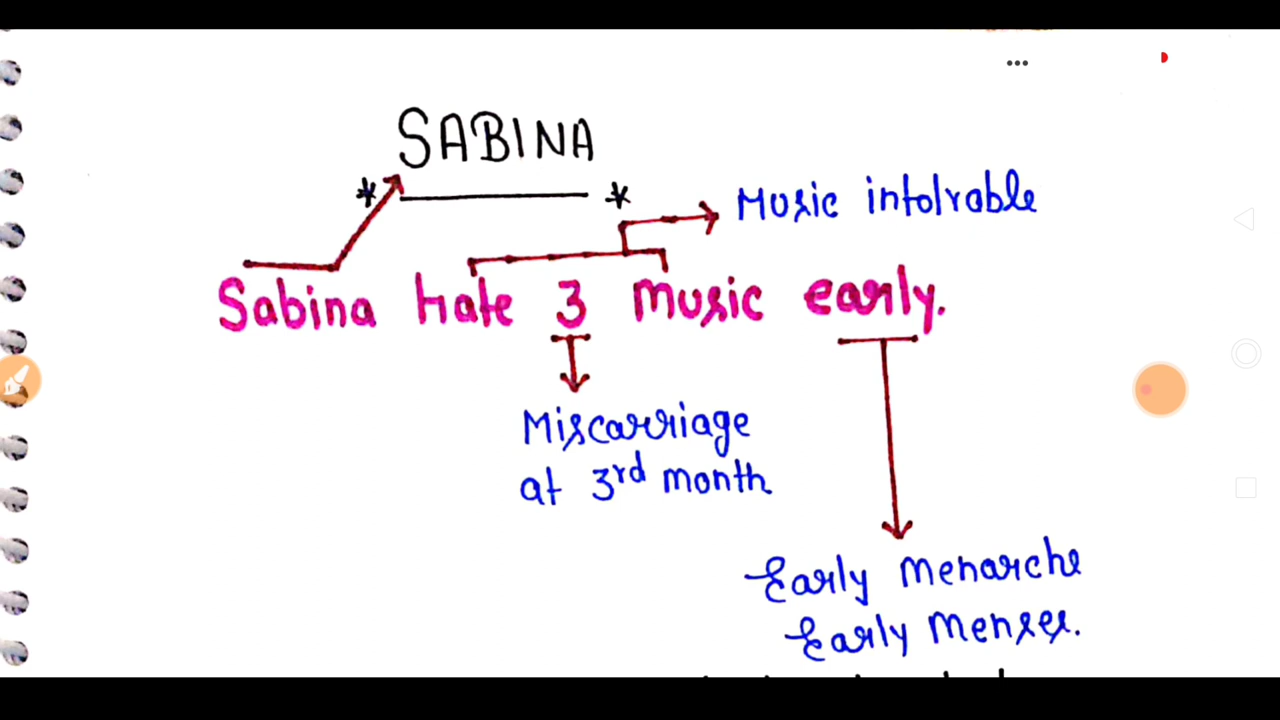 SABINA
* *
Music intolrable
Sabina hate 3 Music early.
Miscarriage
at 3rd month
Early Menarche
Early Menses.